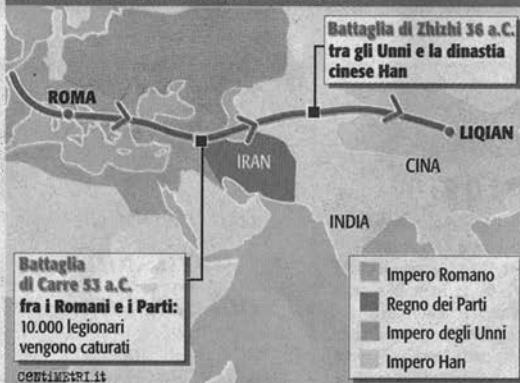 Battaglia di Zhizhi 36 a.C.
tra gli Unni e la dinastia
cinese Han
ROMA
LIQIAN
IRAN
CINA
INDIA
Battaglia
di Carre 53 a.C.
fra i Romani e i Parti:
10.000 legionari
vengono caturati
Impero Romano
Regno dei Parti
Impero degli Unni
Impero Han
CENTIMETRI.it